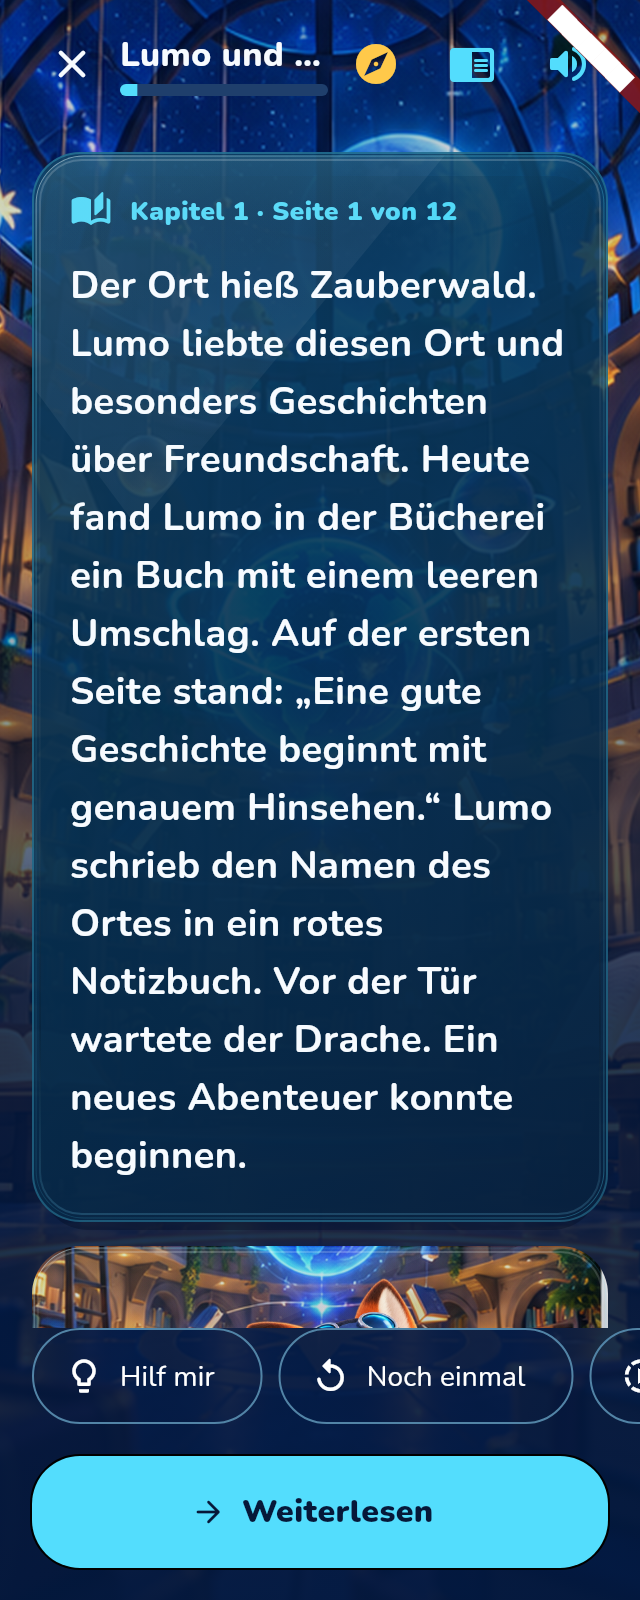 Lumo und ...
Kapitel 1 · Seite 1 von 12
Der Ort hieß Zauberwald.
Lumo liebte diesen Ort und
besonders Geschichten
über Freundschaft. Heute
fand Lumo in der Bücherei
ein Buch mit einem leeren
Umschlag. Auf der ersten
Seite stand: „Eine gute
Geschichte beginnt mit
genauem Hinsehen.“ Lumo
schrieb den Namen des
Ortes in ein rotes
Notizbuch. Vor der Tür
wartete der Drache. Ein
neues Abenteuer konnte
beginnen.
Hilf mir
Noch einmal
Weiterlesen